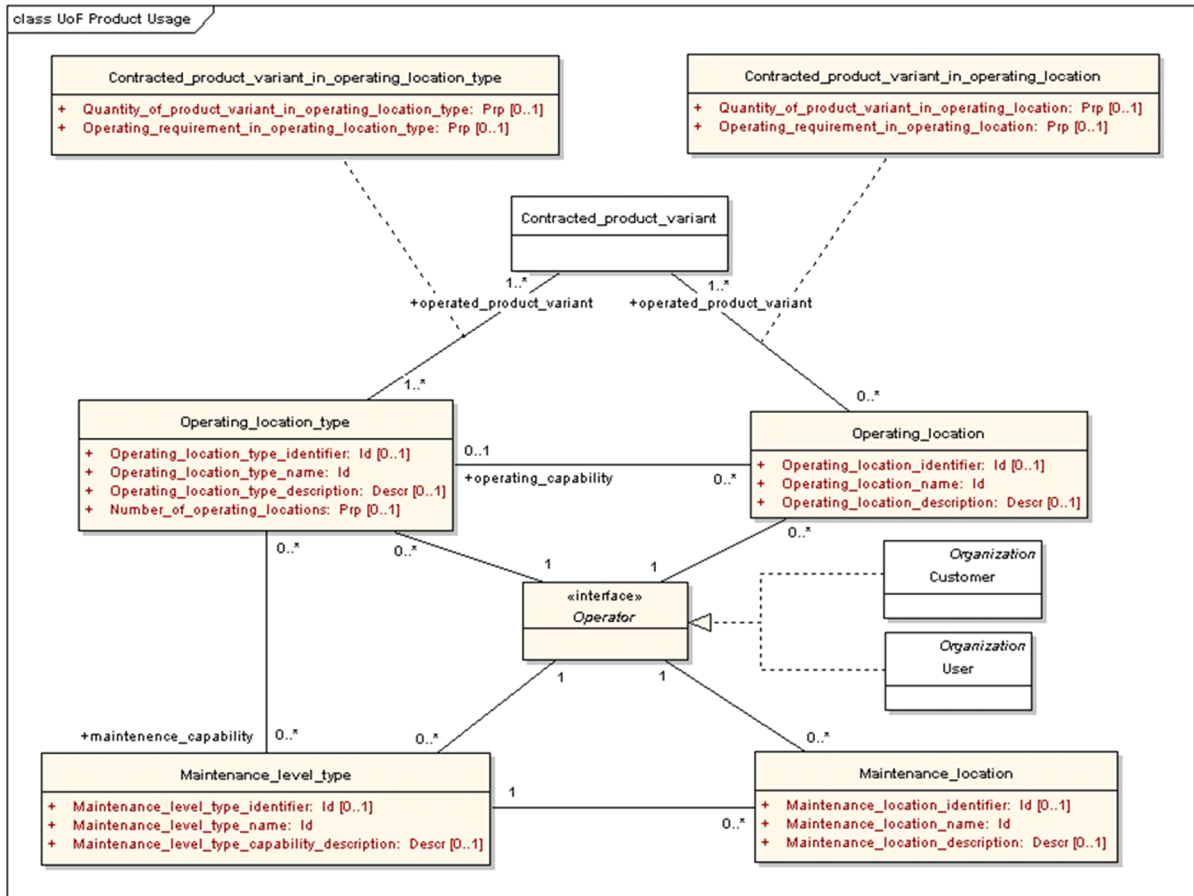 class UoF Product Usage
Contracted_product_variant_in_operating_location_type
+ Quantity_of_product_variant_in_operating_location_type: Prp [0..1]
+ Operating_requirement_in_operating_location_type: Prp [0..1]
Contracted_product_variant_in_operating_location
+ Quantity_of_product_variant_in_operating_location: Prp [0..1]
+ Operating_requirement_in_operating_location: Prp [0..1]
Contracted_product_variant
1..*
1..*
+operated_product_variant
+operated_product_variant
1..*
0..*
Operating_location_type
+ Operating_location_type_identifier: Id [0..1]
+ Operating_location_type_name: Id
+ Operating_location_type_description: Descr [0..1]
+ Number_of_operating_locations: Prp [0..1]
0..1
+operating_capability
0..*
Operating_location
+ Operating_location_identifier: Id [0..1]
+ Operating_location_name: Id
+ Operating_location_description: Descr [0..1]
0..*
0..*
1
1
0..*
«interface»
Operator
Organization
Customer
Organization
User
1
1
+maintenence_capability
0..*
0..*
0..*
Maintenance_level_type
+ Maintenance_level_type_identifier: Id [0..1]
+ Maintenance_level_type_name: Id
+ Maintenance_level_type_capability_description: Descr [0..1]
1
0..*
Maintenance_location
+ Maintenance_location_identifier: Id [0..1]
+ Maintenance_location_name: Id
+ Maintenance_location_description: Descr [0..1]